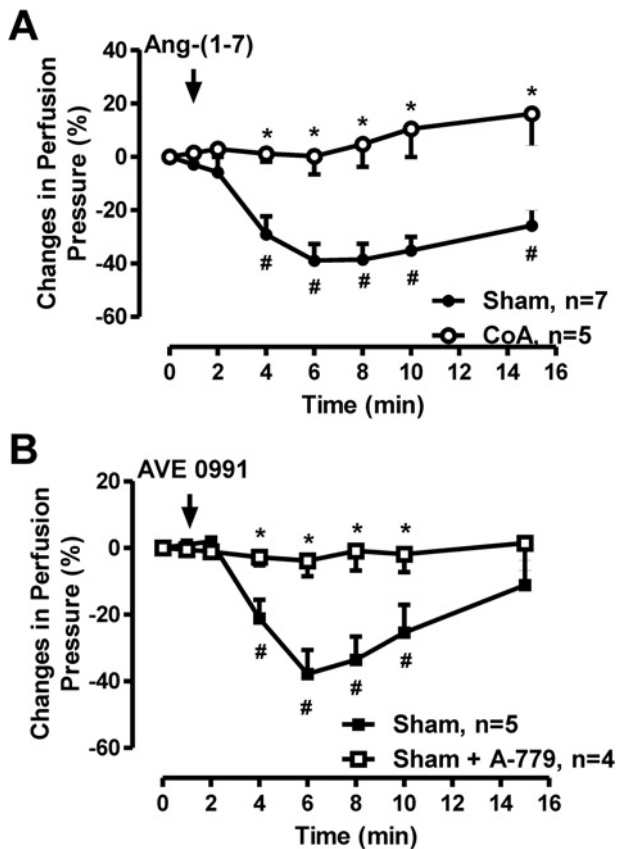 A
Ang-(1-7)
Changes in Perfusion
Pressure (%)
40
20
0
-20
-40
-60
* * * * *
# # # # #
Sham, n=7
CoA, n=5
0 2 4 6 8 10 12 14 16
Time (min)
B
AVE 0991
Changes in Perfusion
Pressure (%)
20
0
-20
-40
-60
* * * *
# # # #
Sham, n=5
Sham + A-779, n=4
0 2 4 6 8 10 12 14 16
Time (min)